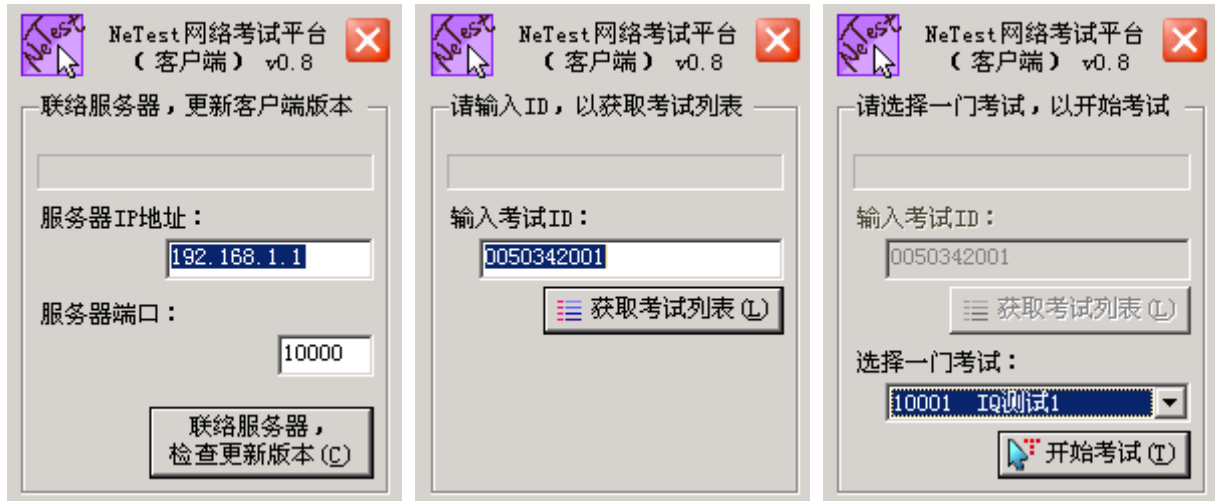 NeTest
NeTest网络考试平台
(客户端) v0.8
联络服务器,更新客户端版本
服务器IP地址:
192.168.1.1
服务器端口:
10000
联络服务器,
检查更新版本(C)
NeTest
NeTest网络考试平台
(客户端) v0.8
请输入ID,以获取考试列表
输入考试ID:
0050342001
获取考试列表(L)
NeTest
NeTest网络考试平台
(客户端) v0.8
请选择一门考试,以开始考试
输入考试ID:
0050342001
获取考试列表(L)
选择一门考试:
10001 IQ测试1
开始考试(T)